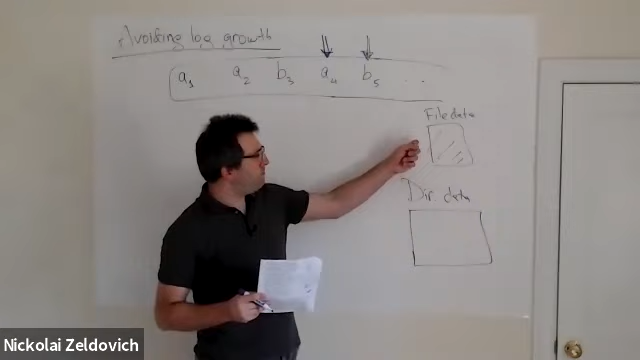 Avoiding log growth
a₁ a₂ b₃ a₄ b₅ ...
File data
Dir. data
Nickolai Zeldovich